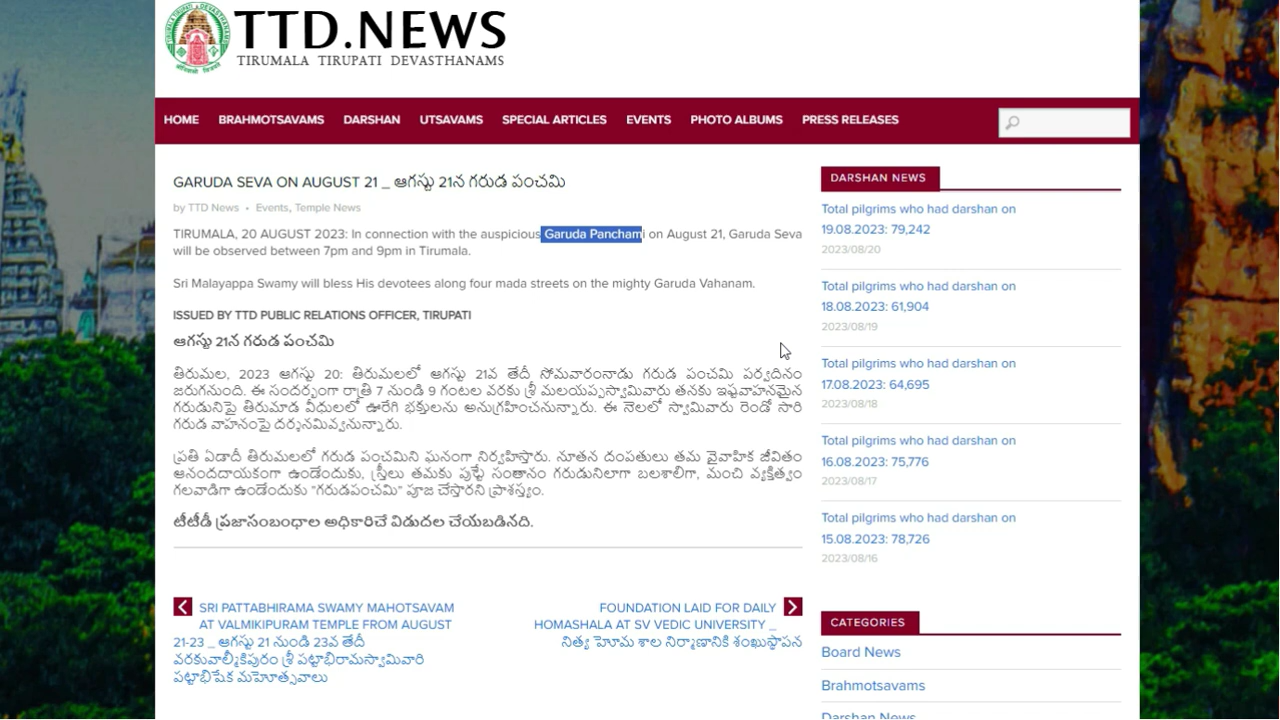 TTD.NEWS
TIRUMALA TIRUPATI DEVASTHANAMS
HOME BRAHMOTSAVAMS DARSHAN UTSAVAMS SPECIAL ARTICLES EVENTS PHOTO ALBUMS PRESS RELEASES
GARUDA SEVA ON AUGUST 21 _ ఆగస్టు 21న గరుడ పంచమి
by TTD News • Events, Temple News
TIRUMALA, 20 AUGUST 2023: In connection with the auspicious Garuda Panchami on August 21, Garuda Seva
will be observed between 7pm and 9pm in Tirumala.
Sri Malayappa Swamy will bless His devotees along four mada streets on the mighty Garuda Vahanam.
ISSUED BY TTD PUBLIC RELATIONS OFFICER, TIRUPATI
ఆగస్టు 21న గరుడ పంచమి
తిరుమల, 2023 ఆగస్టు 20: తిరుమలలో ఆగస్టు 21వ తేదీ సోమవారంనాడు గరుడ పంచమి పర్వదినం
జరుగనుంది. ఈ సందర్భంగా రాత్రి 7 నుండి 9 గంటల వరకు శ్రీ మలయప్పస్వామివారు తనకు ఇష్టవాహనమైన
గరుడునిపై తిరుమాడ వీధులలో ఊరేగి భక్తులను అనుగ్రహించనున్నారు. ఈ నెలలో స్వామివారు రెండో సారి
గరుడ వాహనంపై దర్శనమివ్వనున్నారు.
ప్రతి ఏడాదీ తిరుమలలో గరుడ పంచమిని ఘనంగా నిర్వహిస్తారు. నూతన దంపతులు తమ వైవాహిక జీవితం
ఆనందదాయకంగా ఉండేందుకు, స్త్రీలు తమకు పుట్టే సంతానం గరుడునిలాగా బలశాలిగా, మంచి వ్యక్తిత్వం
గలవాడిగా ఉండేందుకు "గరుడపంచమి" పూజ చేస్తారని ప్రాశస్త్యం.
టీటీడీ ప్రజాసంబంధాల అధికారిచే విడుదల చేయబడినది.
SRI PATTABHIRAMA SWAMY MAHOTSAVAM
AT VALMIKIPURAM TEMPLE FROM AUGUST
21-23 _ ఆగస్టు 21 నుండి 23వ తేదీ
వరకువాల్మీకిపురం శ్రీ పట్టాభిరామస్వామివారి
పట్టాభిషేక మహోత్సవాలు
FOUNDATION LAID FOR DAILY
HOMASHALA AT SV VEDIC UNIVERSITY _
నిత్య హెూమ శాల నిర్మాణానికి శంఖుస్థాపన
DARSHAN NEWS
Total pilgrims who had darshan on
19.08.2023: 79,242
2023/08/20
Total pilgrims who had darshan on
18.08.2023: 61,904
2023/08/19
Total pilgrims who had darshan on
17.08.2023: 64,695
2023/08/18
Total pilgrims who had darshan on
16.08.2023: 75,776
2023/08/17
Total pilgrims who had darshan on
15.08.2023: 78,726
2023/08/16
CATEGORIES
Board News
Brahmotsavams
Darshan News